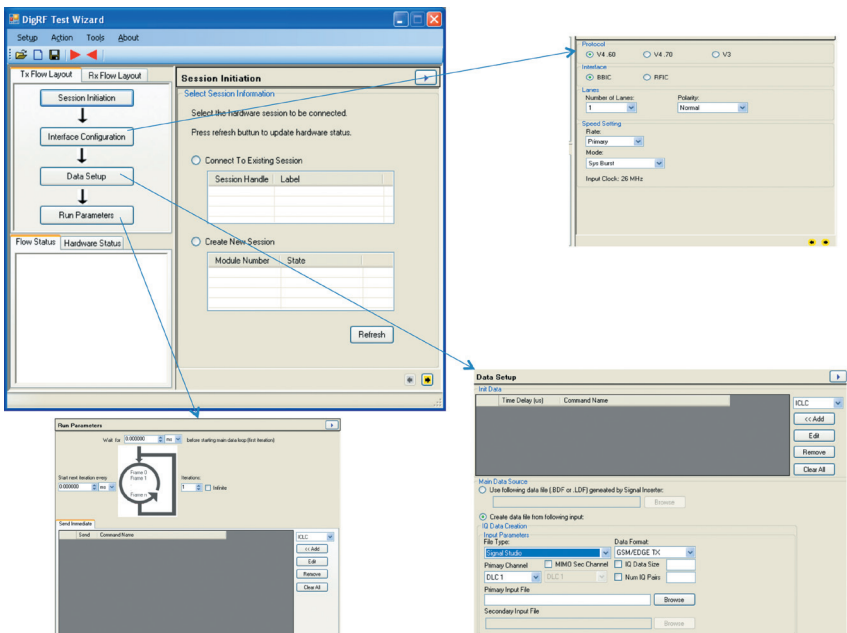 DigRF Test Wizard
Setup Action Tools About
Tx Flow Layout Rx Flow Layout
Session Initiation
Interface Configuration
Data Setup
Run Parameters
Flow Status Hardware Status
Session Initiation
Select Session Information
Select the hardware session to be connected.
Press refresh button to update hardware status.
Connect To Existing Session
Session Handle Label
Create New Session
Module Number State
Refresh
Protocol
V4 .60 V4 .70 V3
Interface
BBIC RFIC
Lanes
Number of Lanes: Polarity:
1 Normal
Speed Setting
Rate:
Primary
Mode:
Sys Burst
Input Clock: 26 MHz
Run Parameters
Wait for 0.000000 ms before starting main data loop (first iteration)
Frame 0
Frame 1
Frame n
Start next iteration every: Iterations:
0.000000 ms 1 Infinite
Send Immediate
Send Command Name
ICLC
<< Add
Edit
Remove
Clear All
Data Setup
Init Data
Time Delay (us) Command Name
ICLC
<< Add
Edit
Remove
Clear All
Main Data Source
Use following data file (.BDF or .LDF) geneated by Signal Inserter:
Browse
Create data file from following input:
IQ Data Creation
Input Parameters
File Type: Data Format:
Signal Studio GSM/EDGE TX
Primary Channel MIMO Sec Channel IQ Data Size
DLC 1 DLC 1 Num IQ Pairs
Primary Input File
Browse
Secondary Input File
Browse